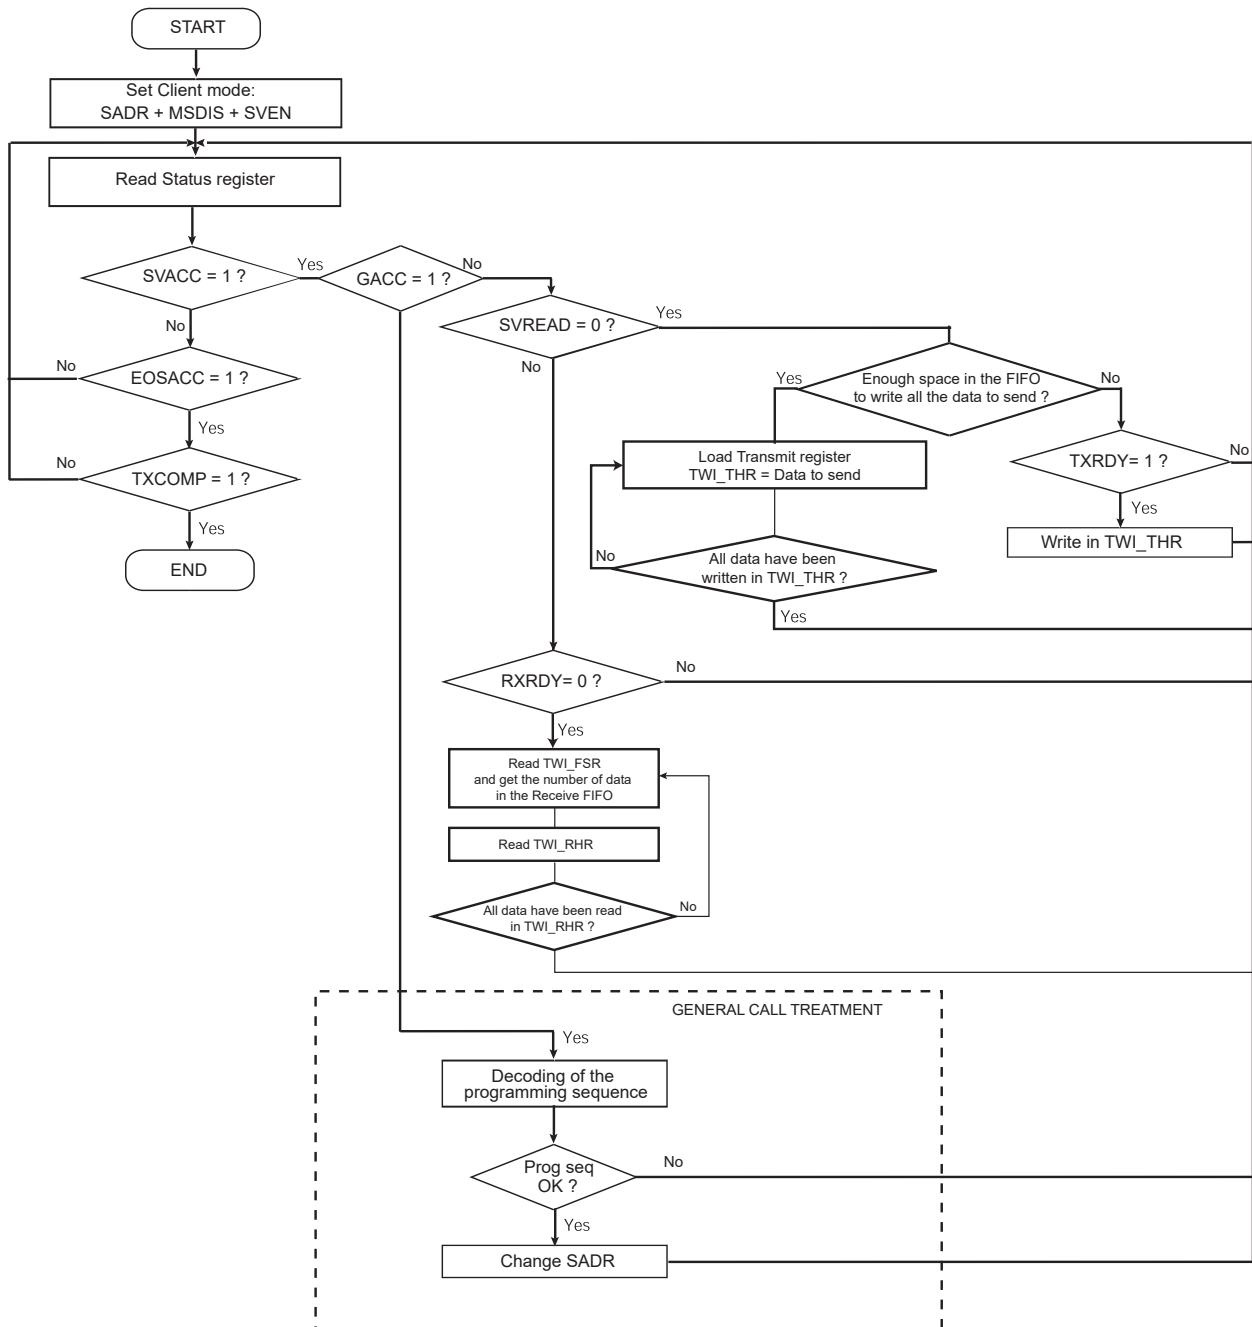 START
Set Client mode:
SADR + MSDIS + SVEN
Read Status register
SVACC = 1 ?
Yes
GACC = 1 ?
No
SVREAD = 0 ?
Yes
No
No
EOSACC = 1 ?
No
Yes
Enough space in the FIFO
to write all the data to send ?
No
Yes
No
TXCOMP = 1 ?
Load Transmit register
TWI_THR = Data to send
TXRDY= 1 ?
No
Yes
Yes
Write in TWI_THR
END
No
All data have been
written in TWI_THR ?
Yes
RXRDY= 0 ?
No
Yes
Read TWI_FSR
and get the number of data
in the Receive FIFO
Read TWI_RHR
All data have been read
in TWI_RHR ?
No
GENERAL CALL TREATMENT
Yes
Decoding of the
programming sequence
Prog seq
OK ?
No
Yes
Change SADR